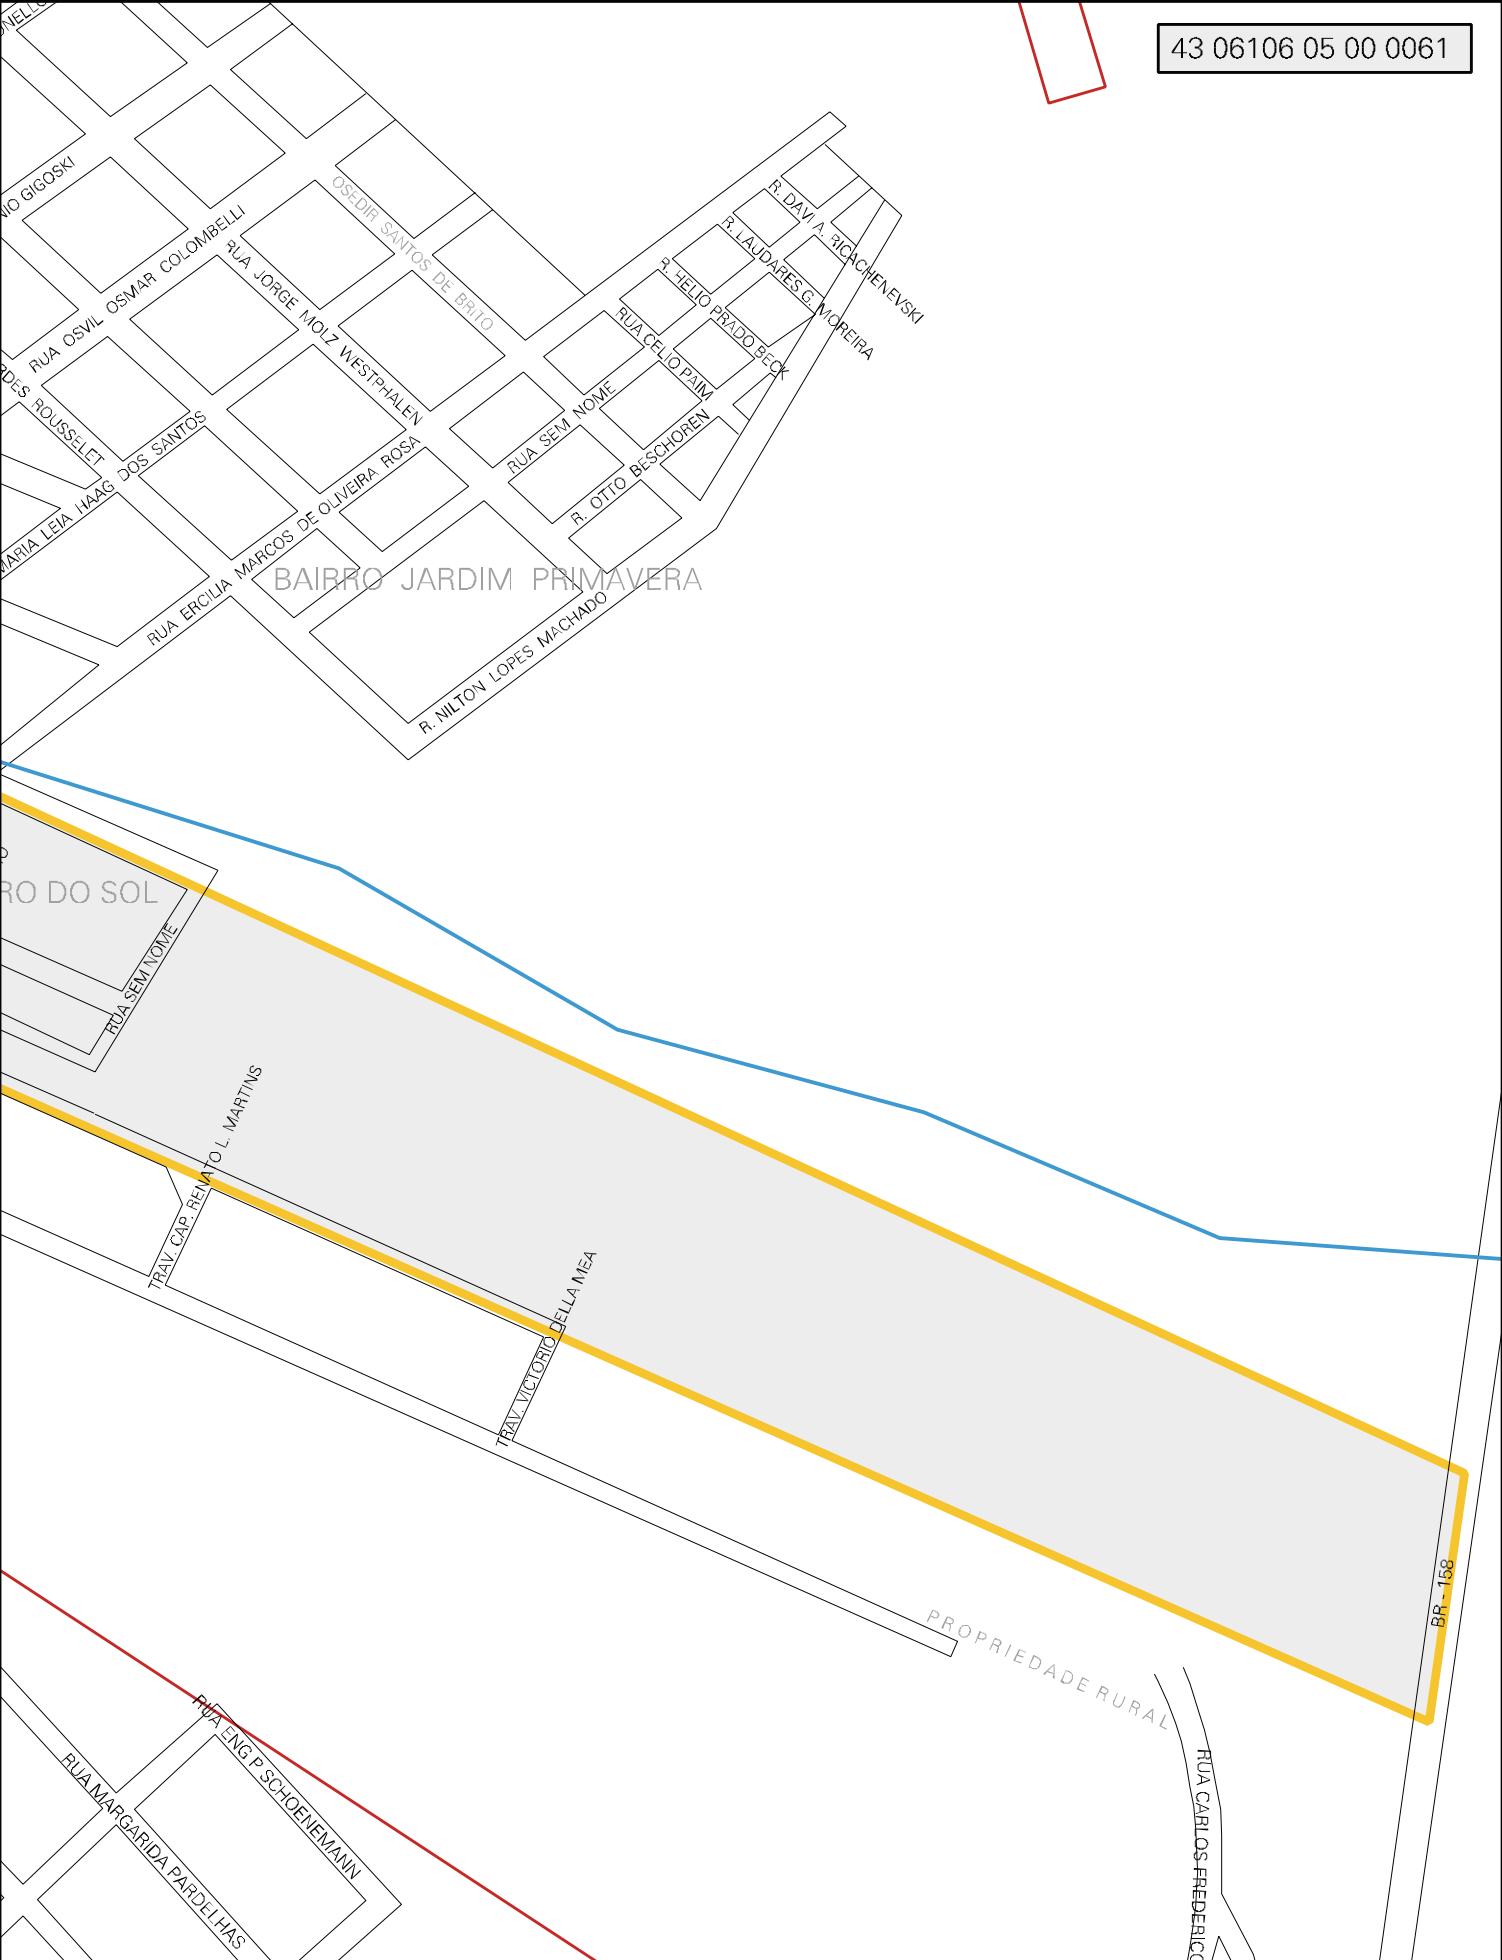 43 06106 05 00 0061
OSEDIR SANTOS DE BRITO
RUA OSVIL OSMAR COLOMBELLI
RUA JORGE MOLZ WESTPHALEN
GIGOSKI
ROUSSELET
MARIA LEIA HAAG DOS SANTOS
RUA ERCILIA MARCOS DE OLIVEIRA ROSA
R. DAVI A. RICACHENEVSKI
R. LAUDARES G. MOREIRA
R. HELIO PRADO BECK
RUA CELIO PAIM
RUA SEM NOME
R. OTTO BESCHOREN
BAIRRO JARDIM PRIMAVERA
R. NILTON LOPES MACHADO
RO DO SOL
RUA SEM NOME
TRAV. CAP. RENATO L. MARTINS
TRAV. VICTORIO DELLA MEA
BR - 158
PROPRIEDADE RURAL
RUA ENG P SCHOENEMANN
RUA MARGARIDA PARDELHAS
RUA CARLOS FREDERICO